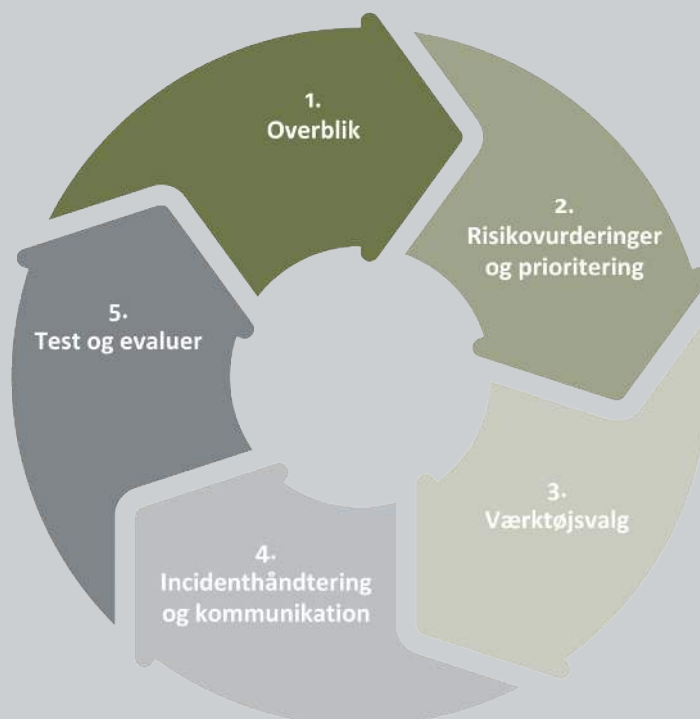 1.
Overblik
2.
Risikovurderinger
og prioritering
3.
Værktøjsvalg
4.
Incidenthåndtering
og kommunikation
5.
Test og evaluer